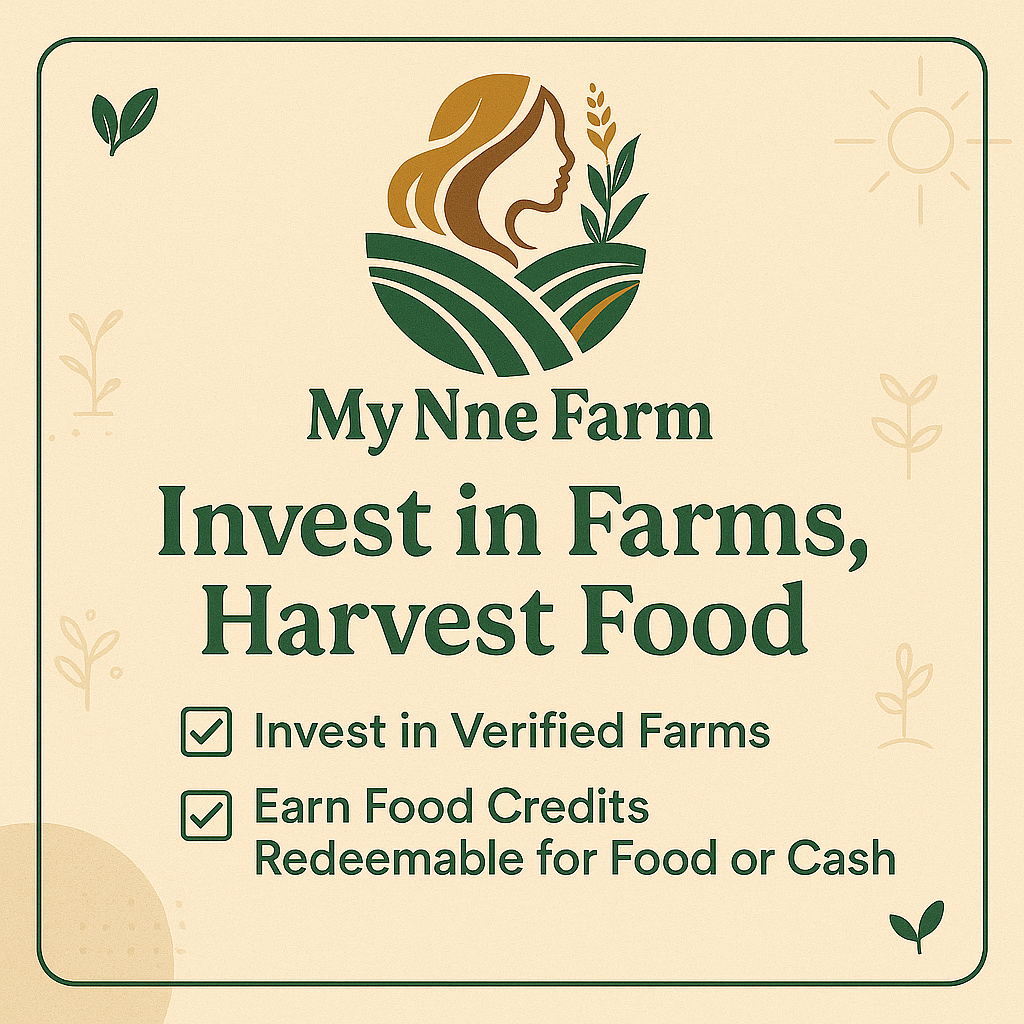 My Nne Farm
Invest in Farms,
Harvest Food
Invest in Verified Farms
Earn Food Credits
Redeemable for Food or Cash